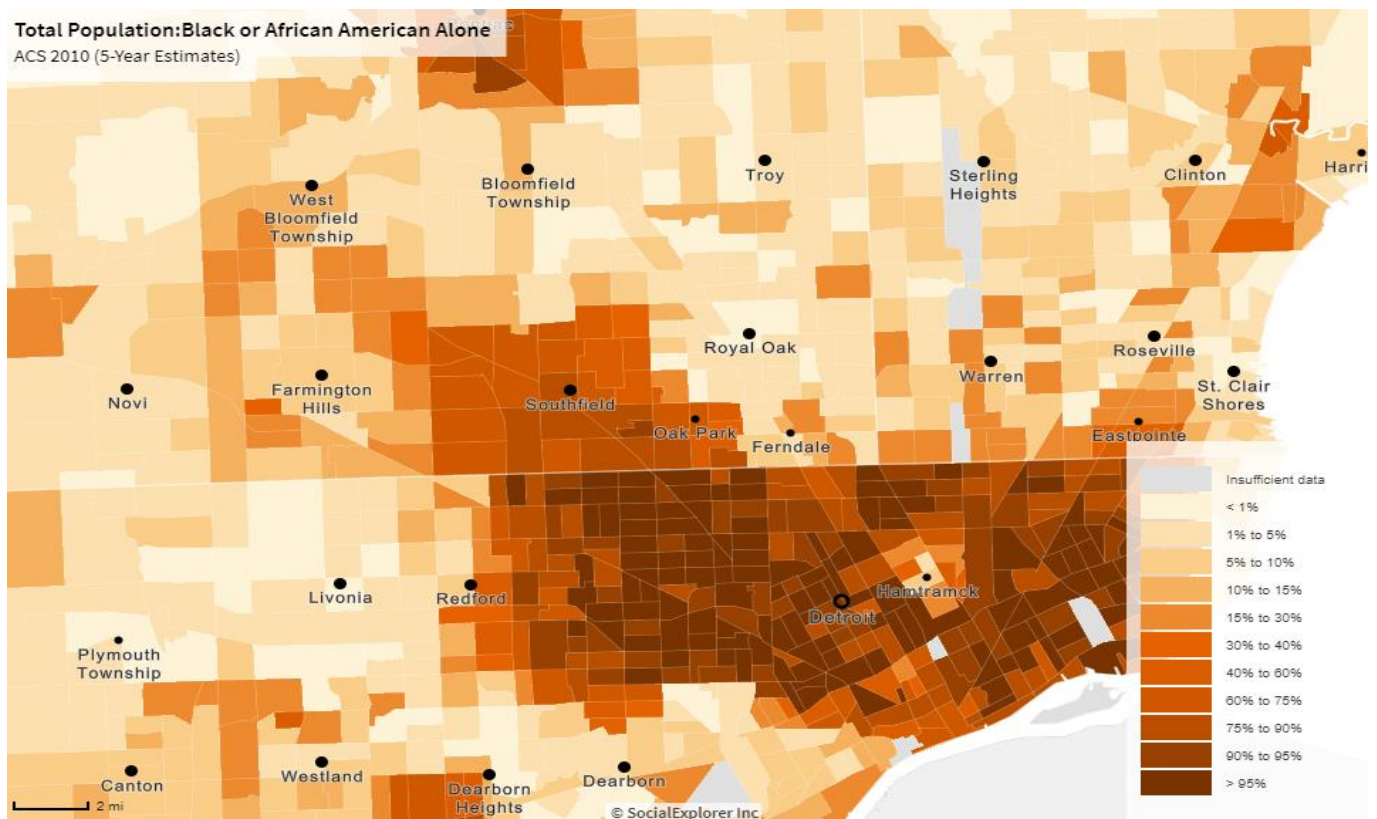 Total Population:Black or African American Alone
ACS 2010 (5-Year Estimates)
Troy
Bloomfield
Township
Sterling
Heights
Clinton
Harri
West
Bloomfield
Township
Royal Oak
Roseville
Warren
Novi
Farmington
Hills
Southfield
St. Clair
Shores
Oak Park
Ferndale
Eastpointe
Insufficient data
< 1%
1% to 5%
5% to 10%
10% to 15%
15% to 30%
30% to 40%
40% to 60%
60% to 75%
75% to 90%
90% to 95%
> 95%
Livonia
Redford
Detroit
Hamtramck
Plymouth
Township
Canton
Westland
Dearborn
Heights
Dearborn
2 mi
© SocialExplorer Inc